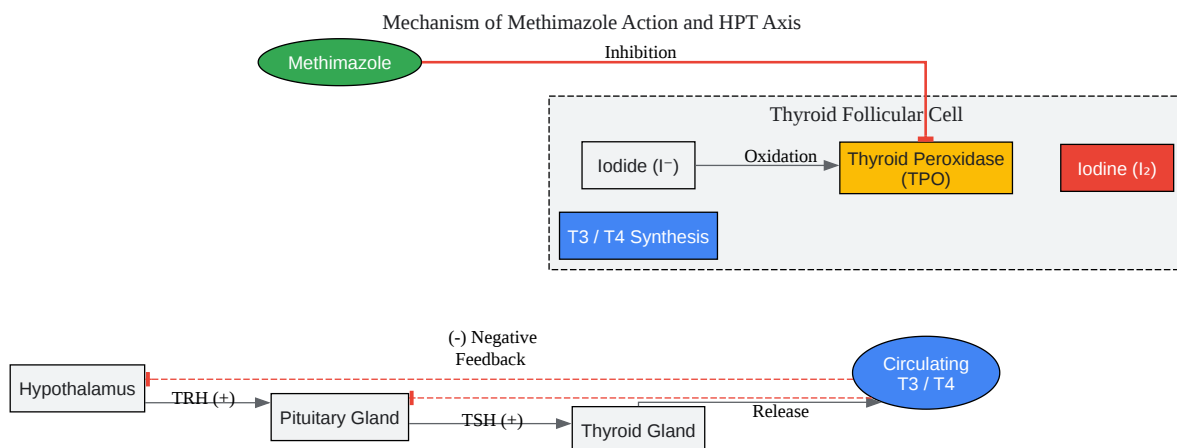 Mechanism of Methimazole Action and HPT Axis
Methimazole
Inhibition
Thyroid Follicular Cell
Iodide (I⁻)
Oxidation
Thyroid Peroxidase
(TPO)
Iodine (I₂)
T3 / T4 Synthesis
(-) Negative
Feedback
Circulating
T3 / T4
Hypothalamus
TRH (+)
Pituitary Gland
TSH (+)
Thyroid Gland
Release